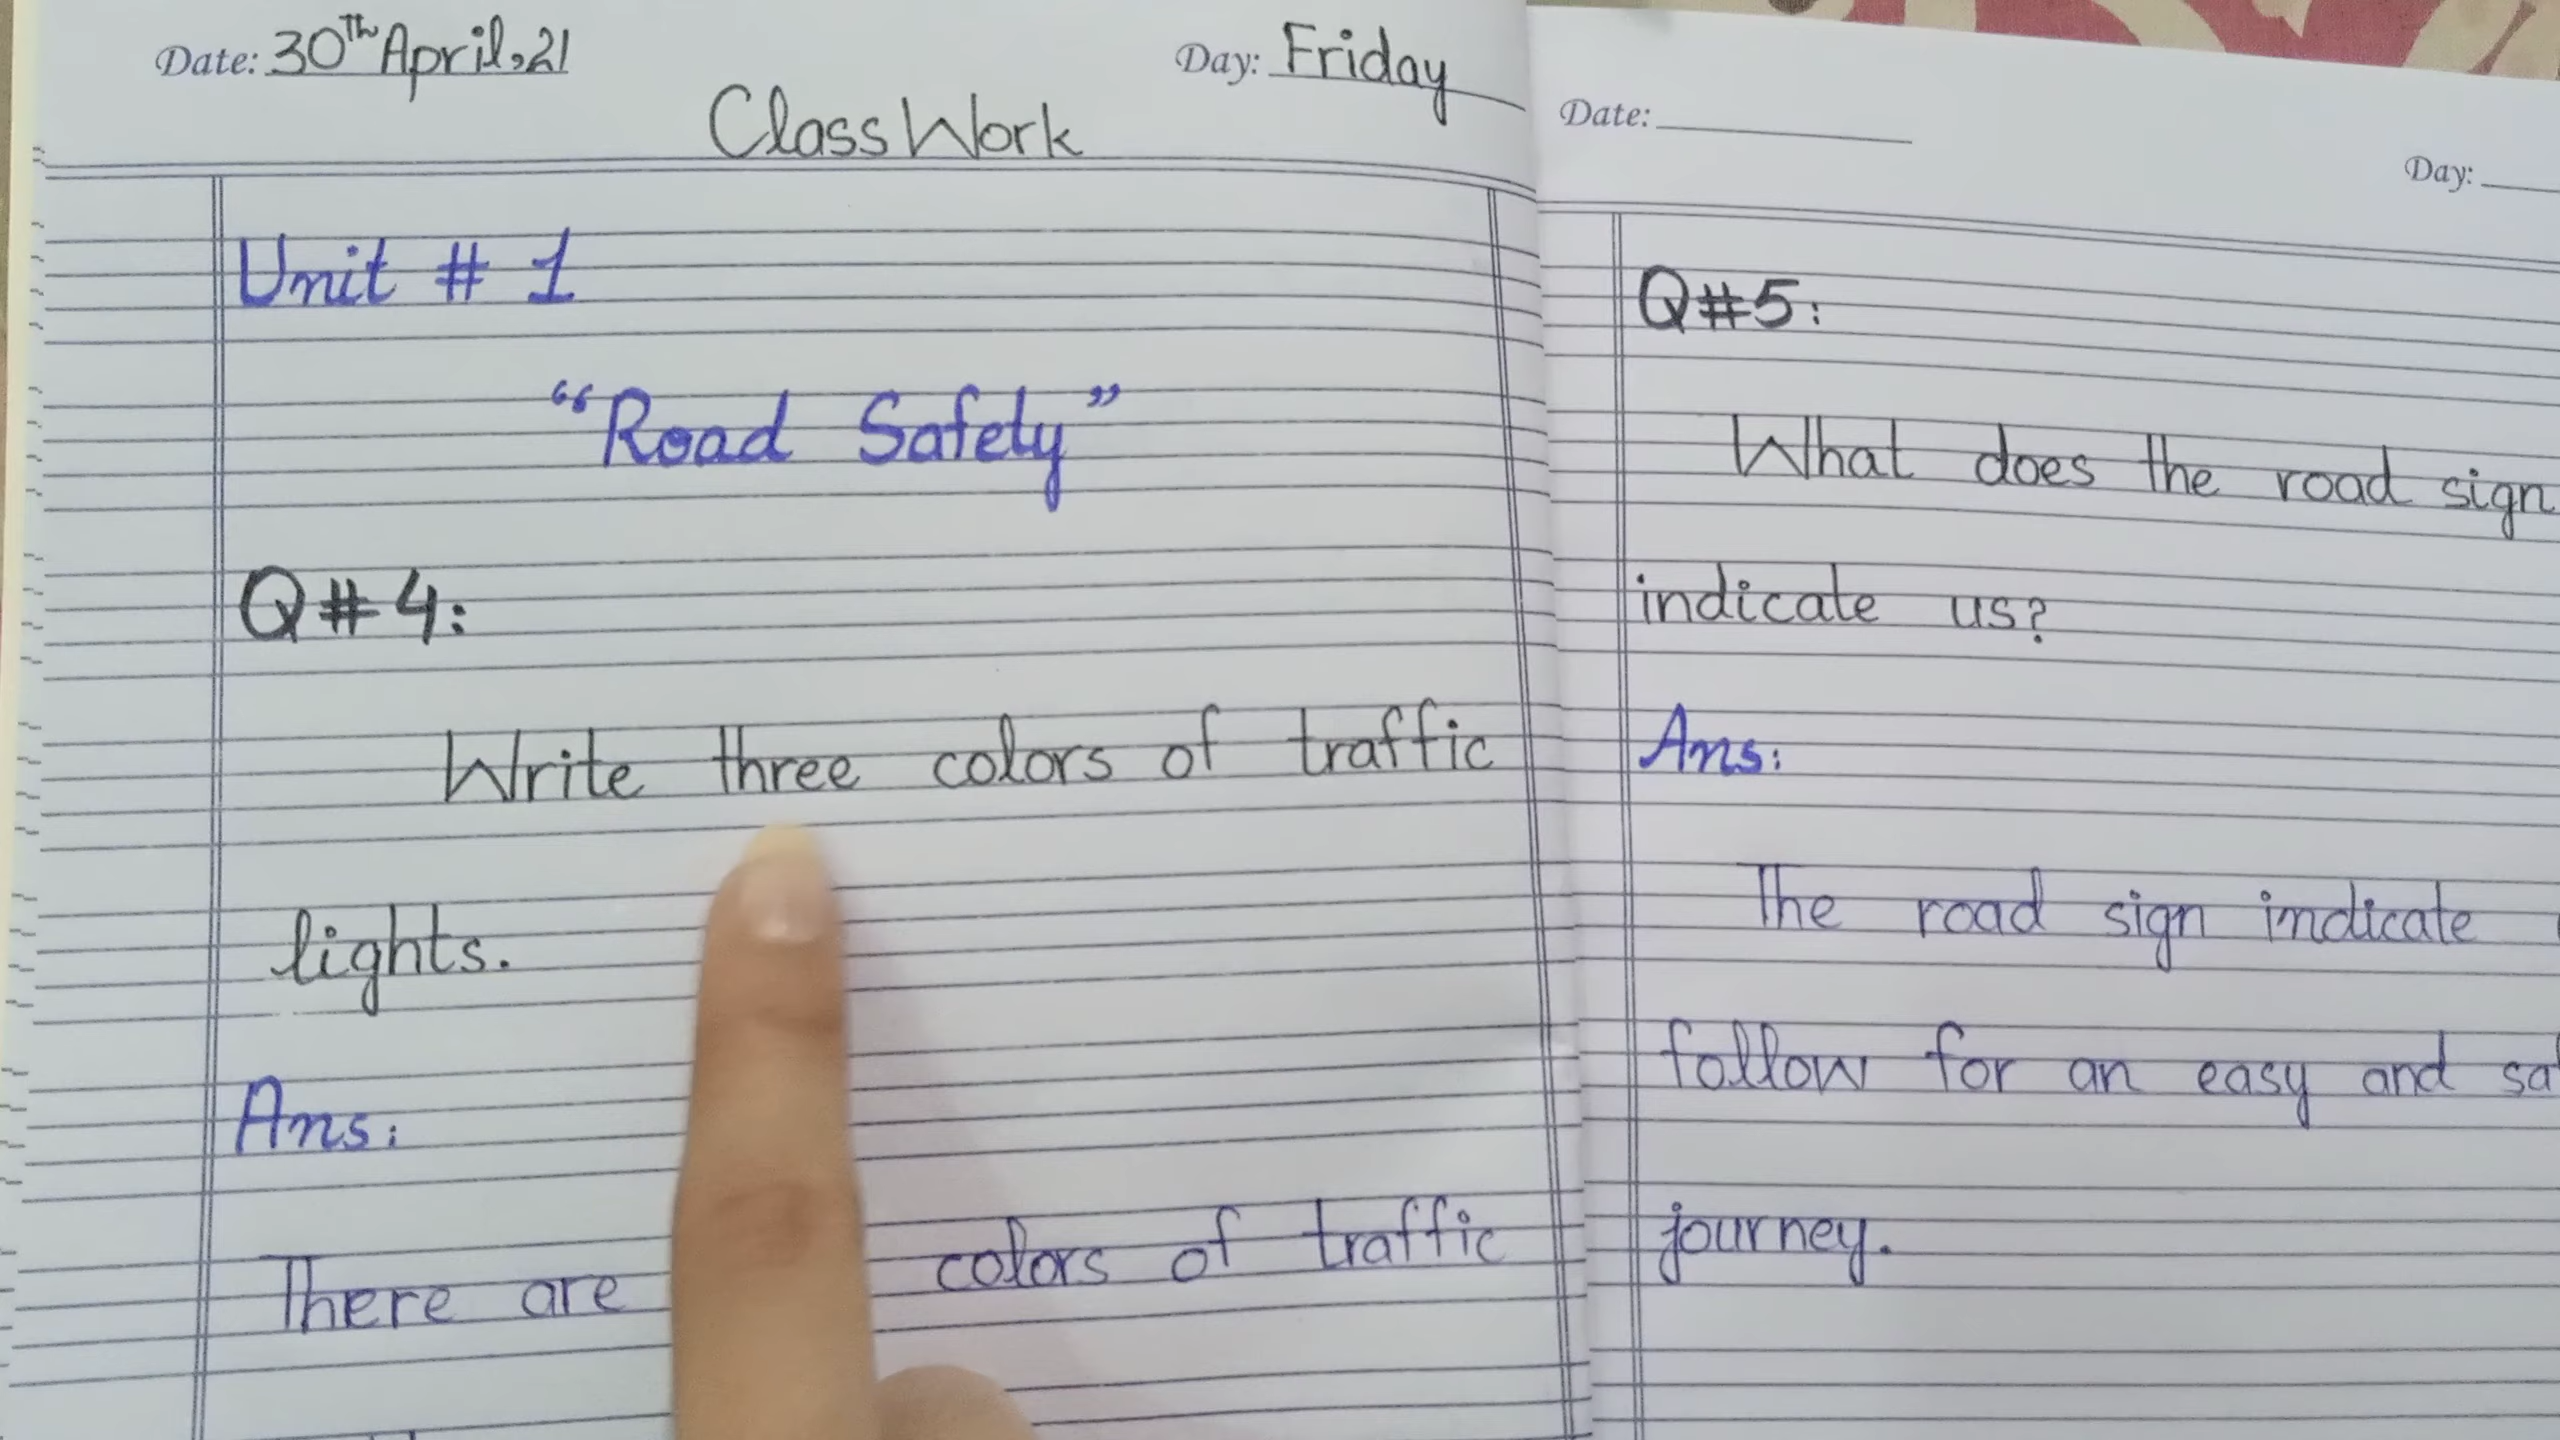 Date: 30Th April, 21
Day: Friday
Class Work
Unit # 1
“Road Safety”
Q#4:
Write three colors of traffic
lights.
Ans:
There are colors of traffic
Date:
Day:
Q#5:
What does the road sign
indicate us?
Ans:
The road sign indicate
follow for an easy and
journey.